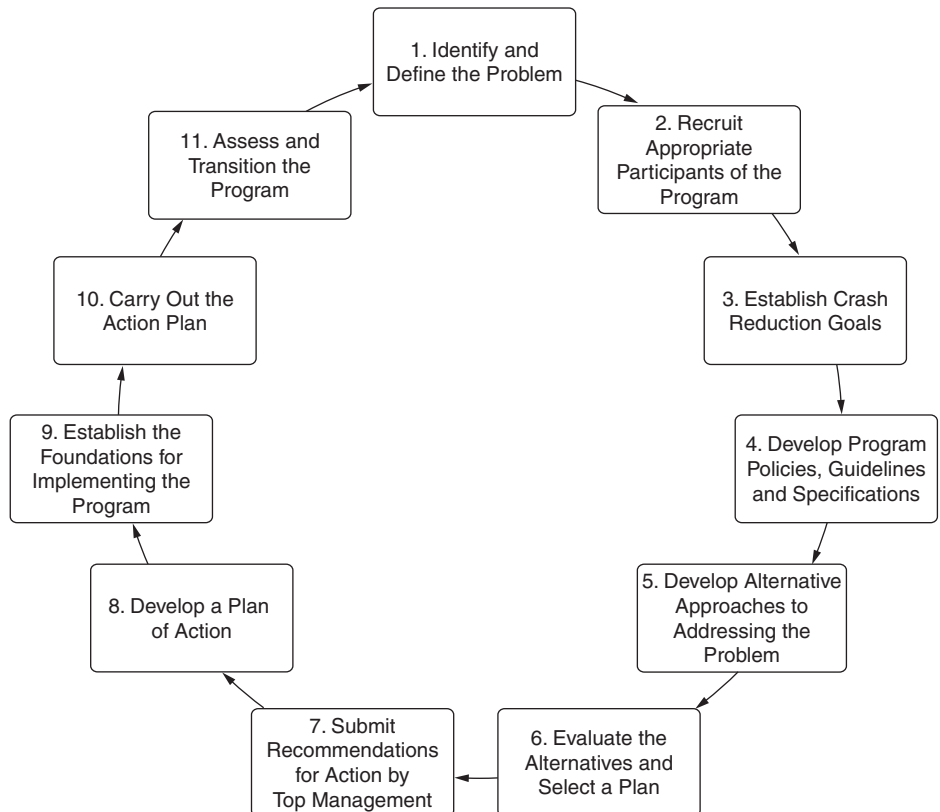 1. Identify and
Define the Problem
2. Recruit
Appropriate
Participants of the
Program
3. Establish Crash
Reduction Goals
4. Develop Program
Policies, Guidelines
and Specifications
5. Develop Alternative
Approaches to
Addressing the
Problem
6. Evaluate the
Alternatives and
Select a Plan
7. Submit
Recommendations
for Action by
Top Management
8. Develop a Plan
of Action
9. Establish the
Foundations for
Implementing the
Program
10. Carry Out the
Action Plan
11. Assess and
Transition the
Program